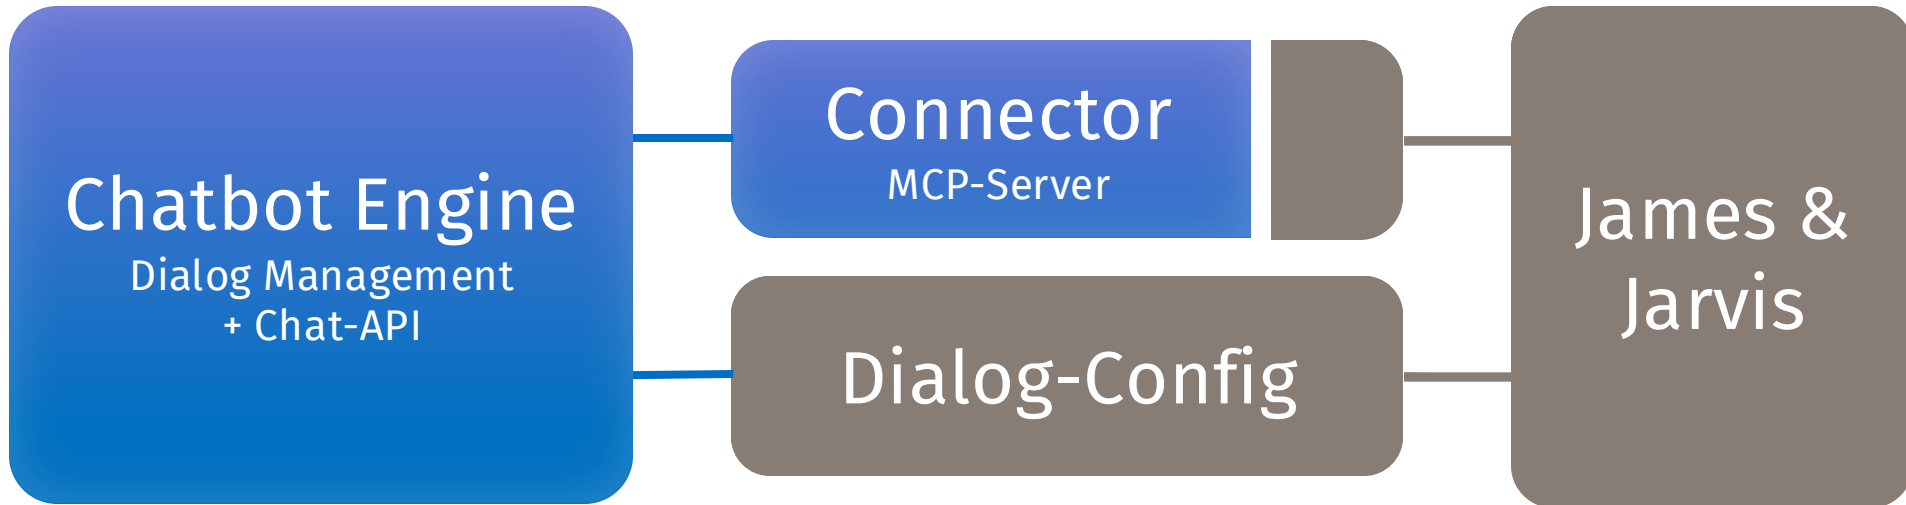 Chatbot Engine
Dialog Management
+ Chat-API
Connector
MCP-Server
Dialog-Config
James &
Jarvis